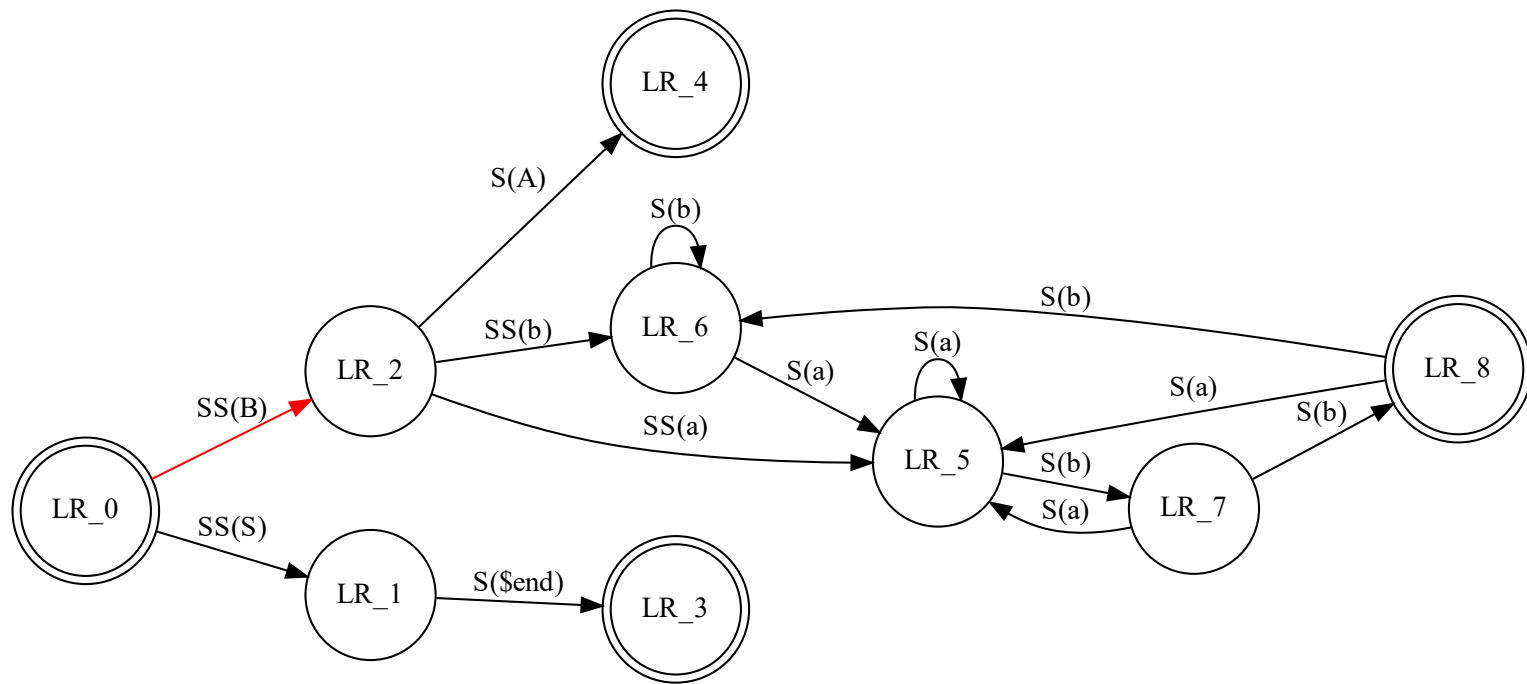 LR_4
S(A)
S(b)
S(b)
SS(b)
LR_6
S(a)
LR_2
S(a)
LR_8
S(a)
S(b)
SS(B)
SS(a)
LR_5
S(b)
LR_0
S(a)
LR_7
SS(S)
LR_1
S($end)
LR_3